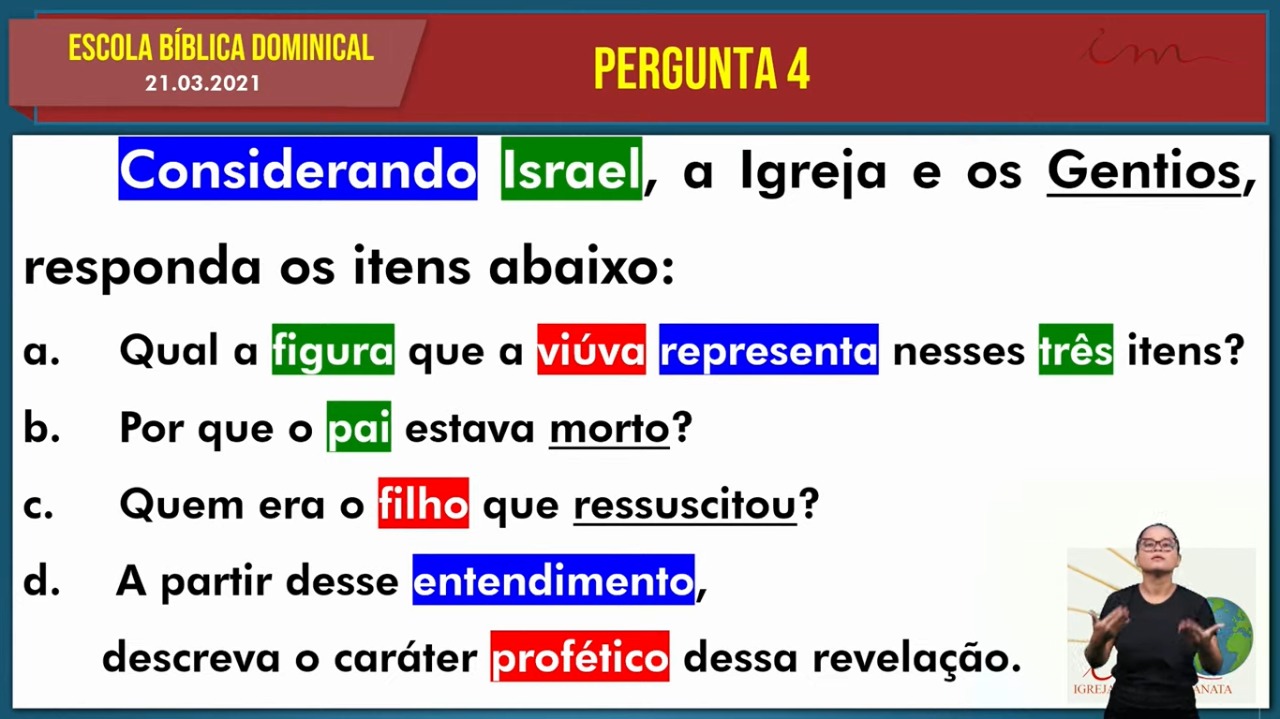 ESCOLA BÍBLICA DOMINICAL
21.03.2021
PERGUNTA 4
im
Considerando Israel, a Igreja e os Gentios,
responda os itens abaixo:
a. Qual a figura que a viúva representa nesses três itens?
b. Por que o pai estava morto?
c. Quem era o filho que ressuscitou?
d. A partir desse entendimento,
descreva o caráter profético dessa revelação.
IGREJA ANATA